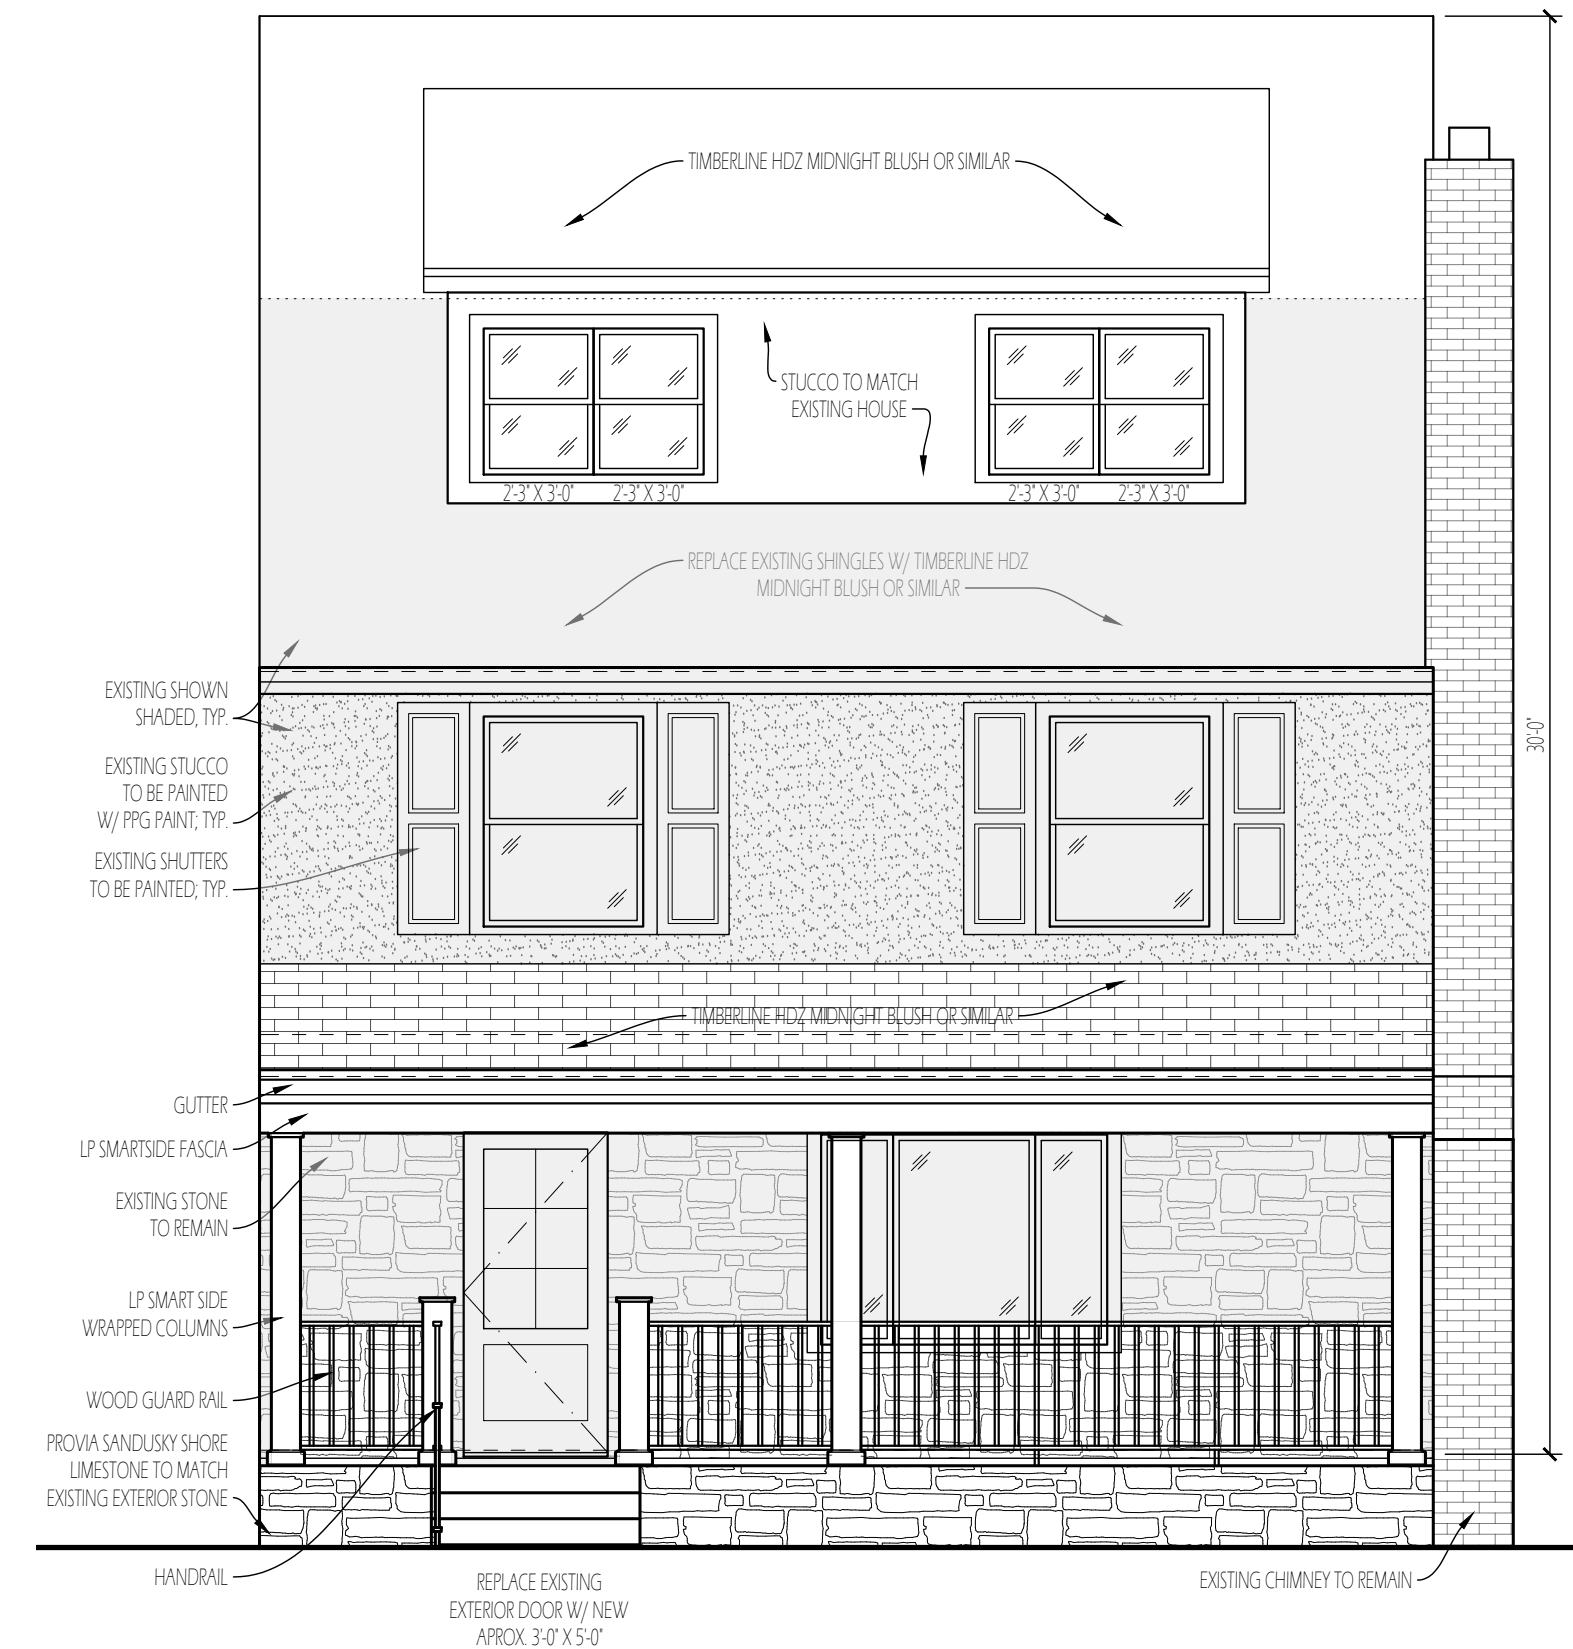 TIMBERLINE HDZ MIDNIGHT BLUSH OR SIMILAR
STUCCO TO MATCH
EXISTING HOUSE
2'-3" X 3'-0"
2'-3" X 3'-0"
2'-3" X 3'-0"
2'-3" X 3'-0"
REPLACE EXISTING SHINGLES W/ TIMBERLINE HDZ
MIDNIGHT BLUSH OR SIMILAR
EXISTING SHOWN
SHADED, TYP.
30'-0"
EXISTING STUCCO
TO BE PAINTED
W/ PPG PAINT; TYP.
EXISTING SHUTTERS
TO BE PAINTED; TYP.
TIMBERLINE HDZ MIDNIGHT BLUSH OR SIMILAR
GUTTER
LP SMARTSIDE FASCIA
EXISTING STONE
TO REMAIN
LP SMART SIDE
WRAPPED COLUMNS
WOOD GUARD RAIL
PROVIA SANDUSKY SHORE
LIMESTONE TO MATCH
EXISTING EXTERIOR STONE
HANDRAIL
REPLACE EXISTING
EXTERIOR DOOR W/ NEW
APROX. 3'-0" X 5'-0"
EXISTING CHIMNEY TO REMAIN